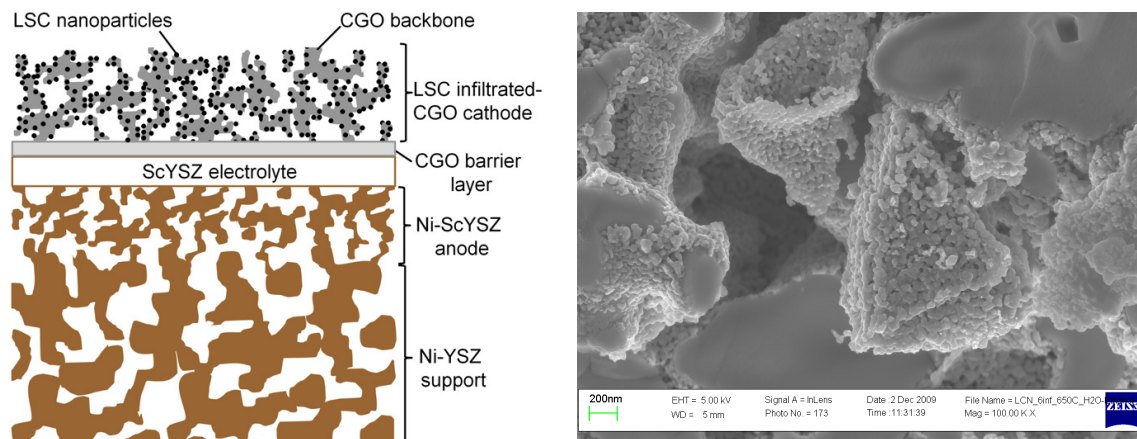 LSC nanoparticles
CGO backbone
LSC infiltrated-
CGO cathode
CGO barrier
layer
ScYSZ electrolyte
Ni-ScYSZ
anode
Ni-YSZ
support
200nm
EHT = 5.00 kV
WD = 5 mm
Signal A = InLens
Photo No. = 173
Date :2 Dec 2009
Time :11:31:39
File Name = LCN_6inf_650C_H2O-
Mag = 100.00 K X
ZEISS